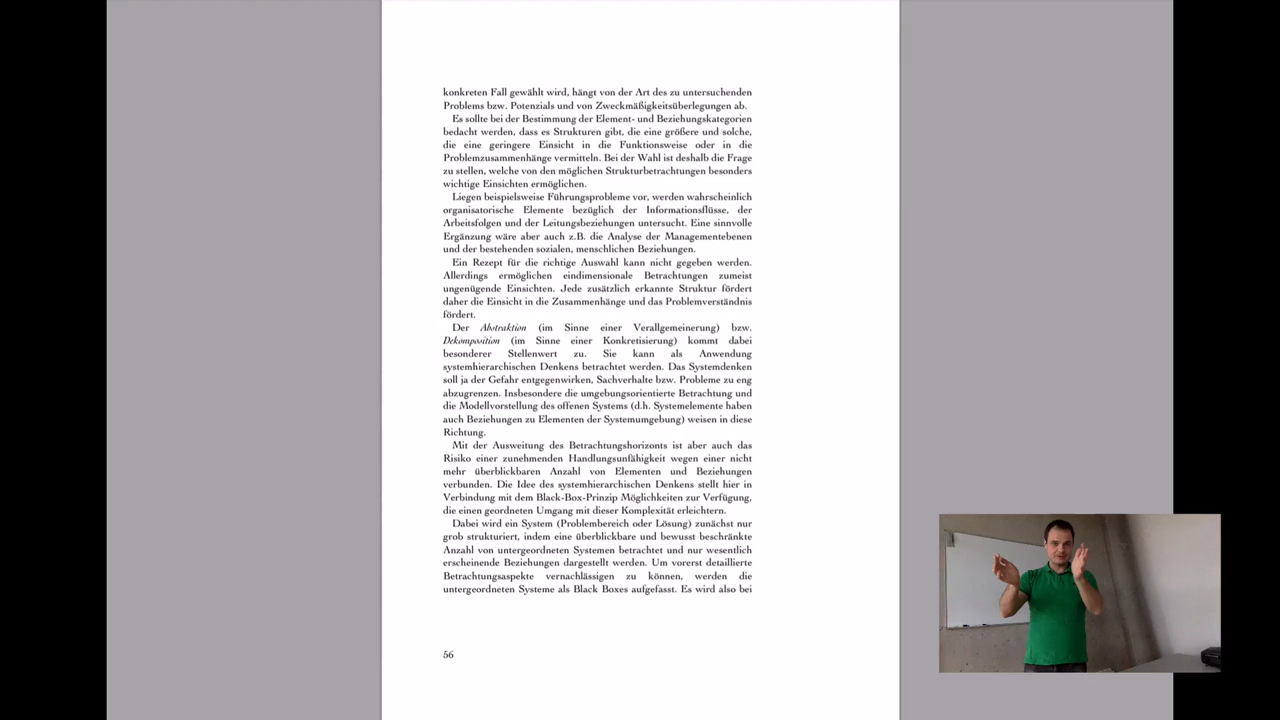 konkreten Fall gewählt wird, hängt von der Art des zu untersuchenden
Problems bzw. Potenzials und von Zweckmäßigkeitsüberlegungen ab.
Es sollte bei der Bestimmung der Element- und Beziehungskategorien
bedacht werden, dass es Strukturen gibt, die eine größere und solche,
die eine geringere Einsicht in die Funktionsweise oder in die
Problemzusammenhänge vermitteln. Bei der Wahl ist deshalb die Frage
zu stellen, welche von den möglichen Strukturbetrachtungen besonders
wichtige Einsichten ermöglichen.
Liegen beispielsweise Führungsprobleme vor, werden wahrscheinlich
organisatorische Elemente bezüglich der Informationsflüsse, der
Arbeitsfolgen und der Leitungsbeziehungen untersucht. Eine sinnvolle
Ergänzung wäre aber auch z.B. die Analyse der Managementebenen
und der bestehenden sozialen, menschlichen Beziehungen.
Ein Rezept für die richtige Auswahl kann nicht gegeben werden.
Allerdings ermöglichen eindimensionale Betrachtungen zumeist
ungenügende Einsichten. Jede zusätzlich erkannte Struktur fördert
daher die Einsicht in die Zusammenhänge und das Problemverständnis
fördert.
Der Abstraktion (im Sinne einer Verallgemeinerung) bzw.
Dekomposition (im Sinne einer Konkretisierung) kommt dabei
besonderer Stellenwert zu. Sie kann als Anwendung
systemhierarchischen Denkens betrachtet werden. Das Systemdenken
soll ja der Gefahr entgegenwirken, Sachverhalte bzw. Probleme zu eng
abzugrenzen. Insbesondere die umgebungsorientierte Betrachtung und
die Modellvorstellung des offenen Systems (d.h. Systemelemente haben
auch Beziehungen zu Elementen der Systemumgebung) weisen in diese
Richtung.
Mit der Ausweitung des Betrachtungshorizonts ist aber auch das
Risiko einer zunehmenden Handlungsunfähigkeit wegen einer nicht
mehr überblickbaren Anzahl von Elementen und Beziehungen
verbunden. Die Idee des systemhierarchischen Denkens stellt hier in
Verbindung mit dem Black-Box-Prinzip Möglichkeiten zur Verfügung,
die einen geordneten Umgang mit dieser Komplexität erleichtern.
Dabei wird ein System (Problembereich oder Lösung) zunächst nur
grob strukturiert, indem eine überblickbare und bewusst beschränkte
Anzahl von untergeordneten Systemen betrachtet und nur wesentlich
erscheinende Beziehungen dargestellt werden. Um vorerst detaillierte
Betrachtungsaspekte vernachlässigen zu können, werden die
untergeordneten Systeme als Black Boxes aufgefasst. Es wird also bei
56